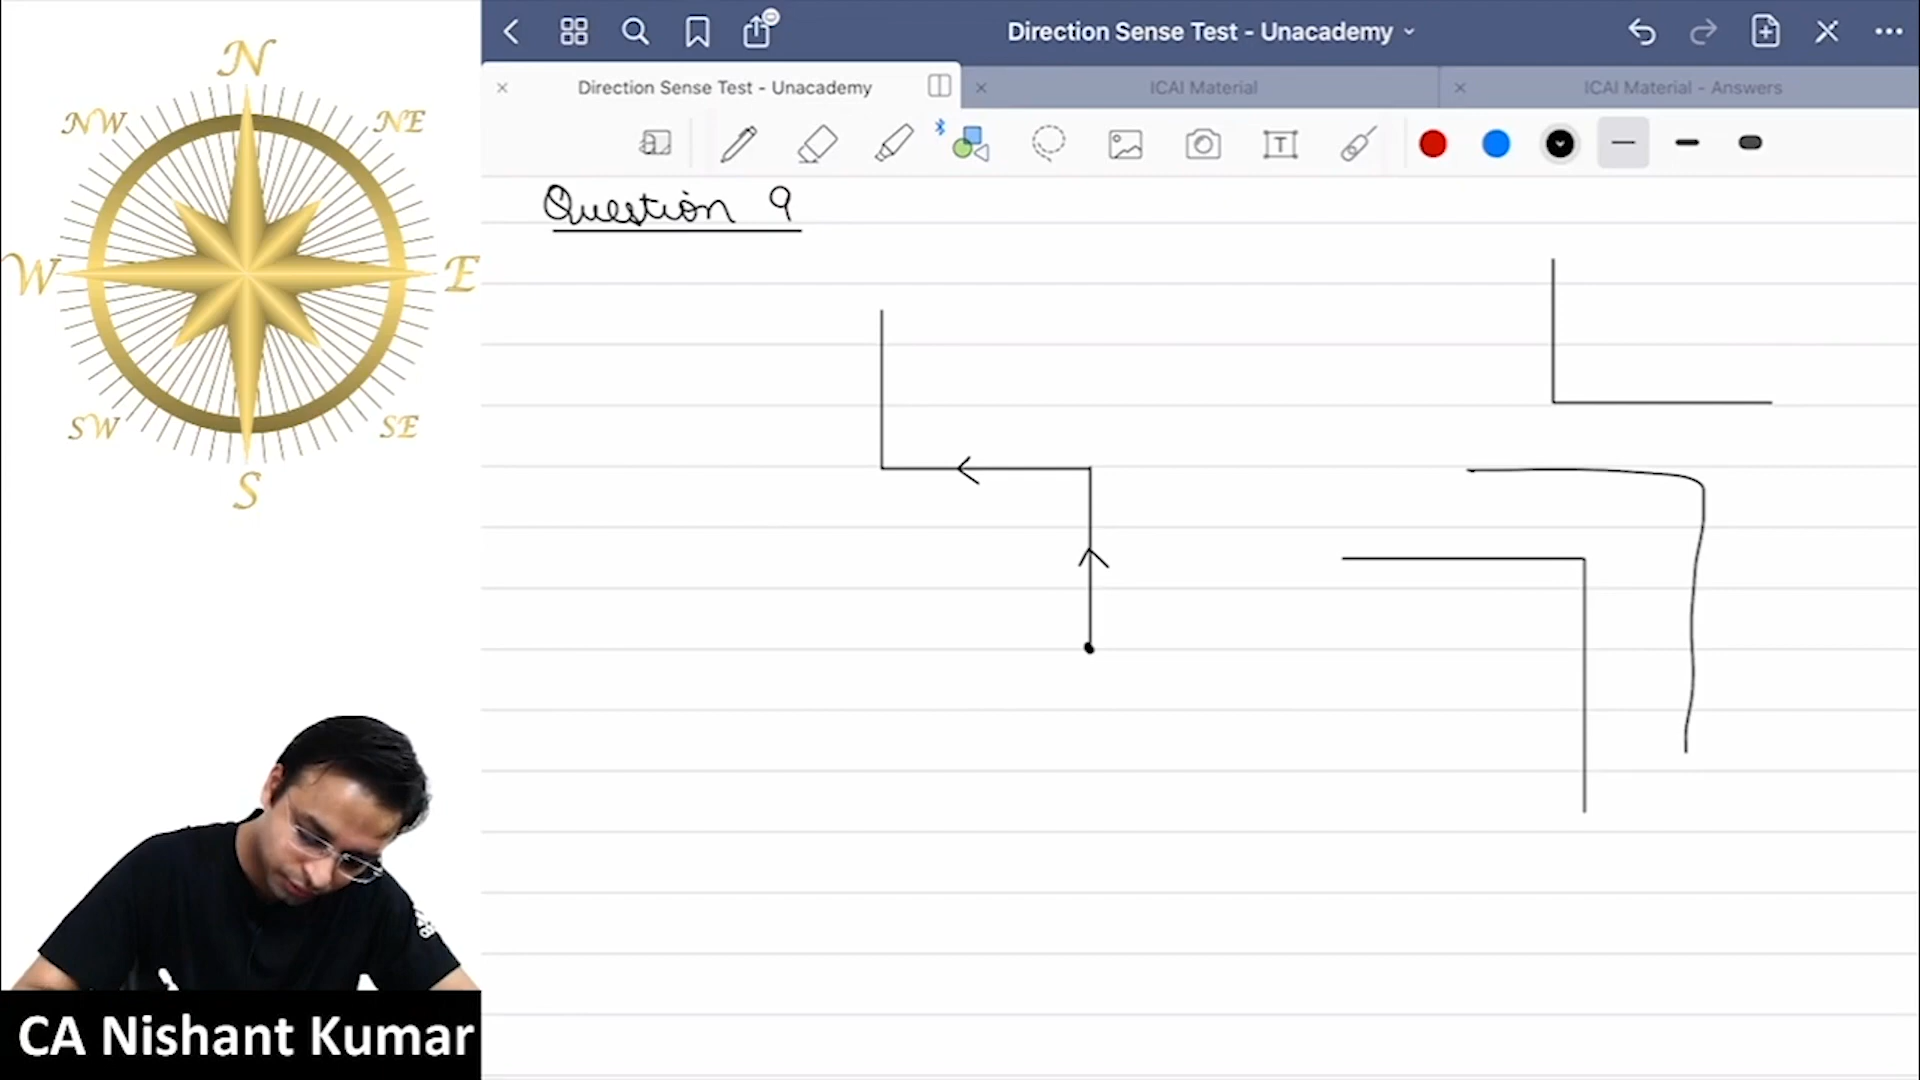 N
NW
NE
W
E
SW
SE
S
Direction Sense Test - Unacademy
Direction Sense Test - Unacademy
ICAI Material
ICAI Material - Answers
a
T
Question 9
adidas
CA Nishant Kumar